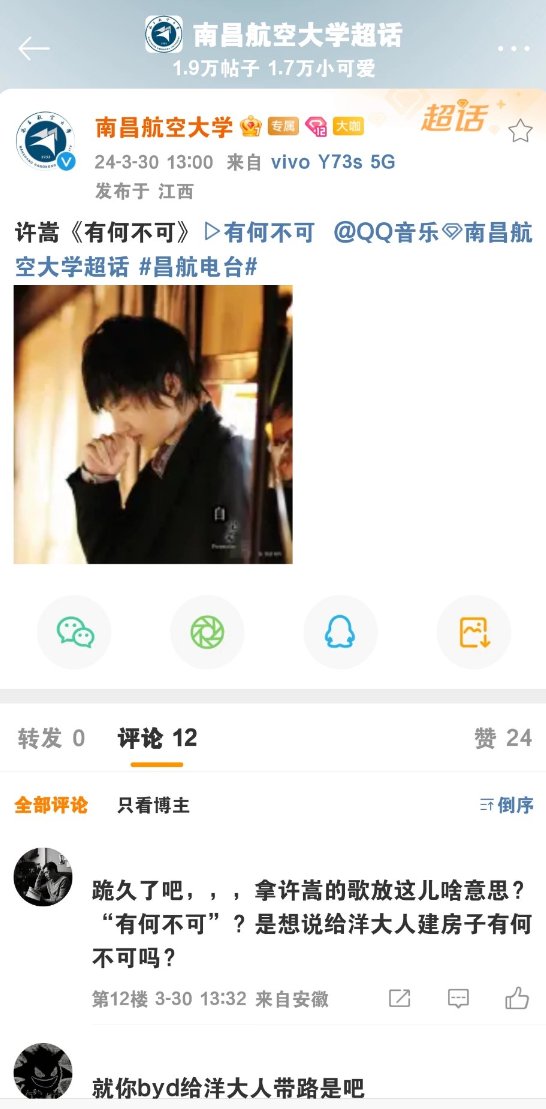 南昌航空大学超话
1.9万帖子 1.7万小可爱
南昌航空大学 专属 12 大咖
超话
24-3-30 13:00 来自 vivo Y73s 5G
发布于 江西
许嵩《有何不可》▷有何不可 @QQ音乐 南昌航
空大学超话 #昌航电台#
自
转发 0 评论 12 赞 24
全部评论 只看博主 倒序
跪久了吧，，，拿许嵩的歌放这儿啥意思？
“有何不可”？是想说给洋大人建房子有何
不可吗？
第12楼 3-30 13:32 来自安徽
就你byd给洋大人带路是吧